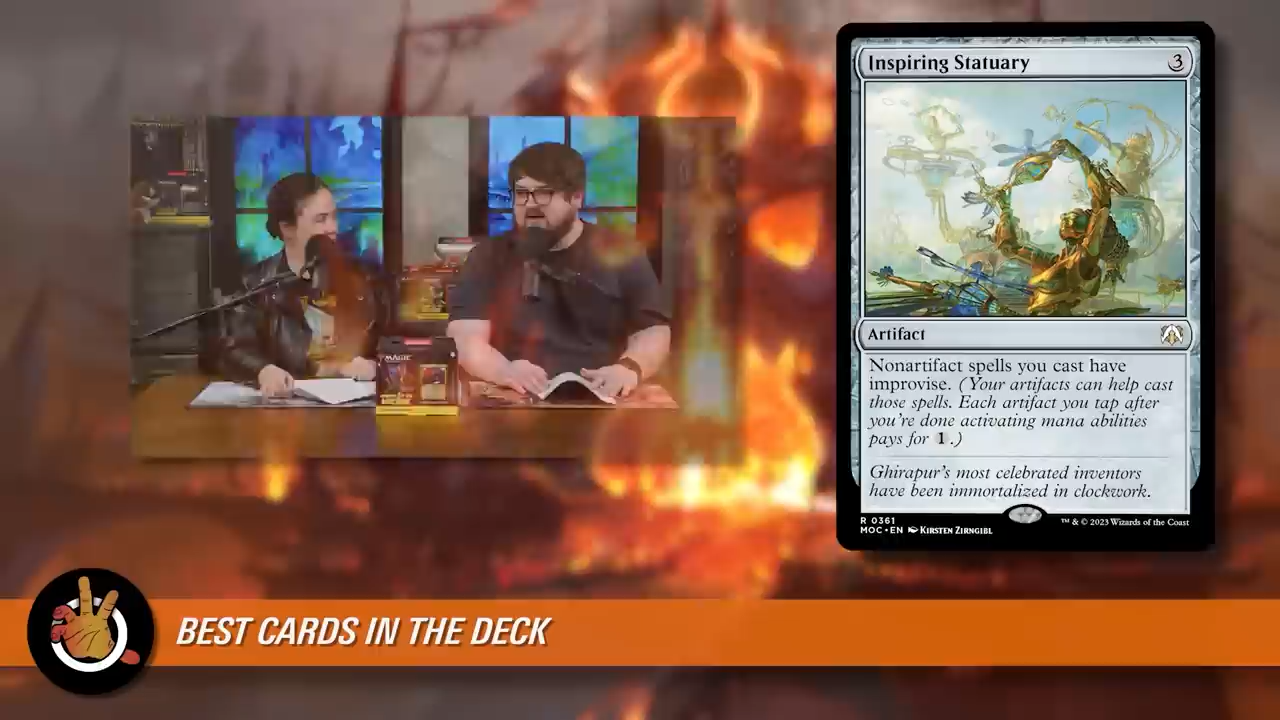 Inspiring Statuary 3
Artifact
Nonartifact spells you cast have
improvise. (Your artifacts can help cast
those spells. Each artifact you tap after
you're done activating mana abilities
pays for 1.)
Ghirapur's most celebrated inventors
have been immortalized in clockwork.
R 0361
MOC • EN KIRSTEN ZIRNGIBL
™ & © 2023 Wizards of the Coast
MAGIC
BEST CARDS IN THE DECK